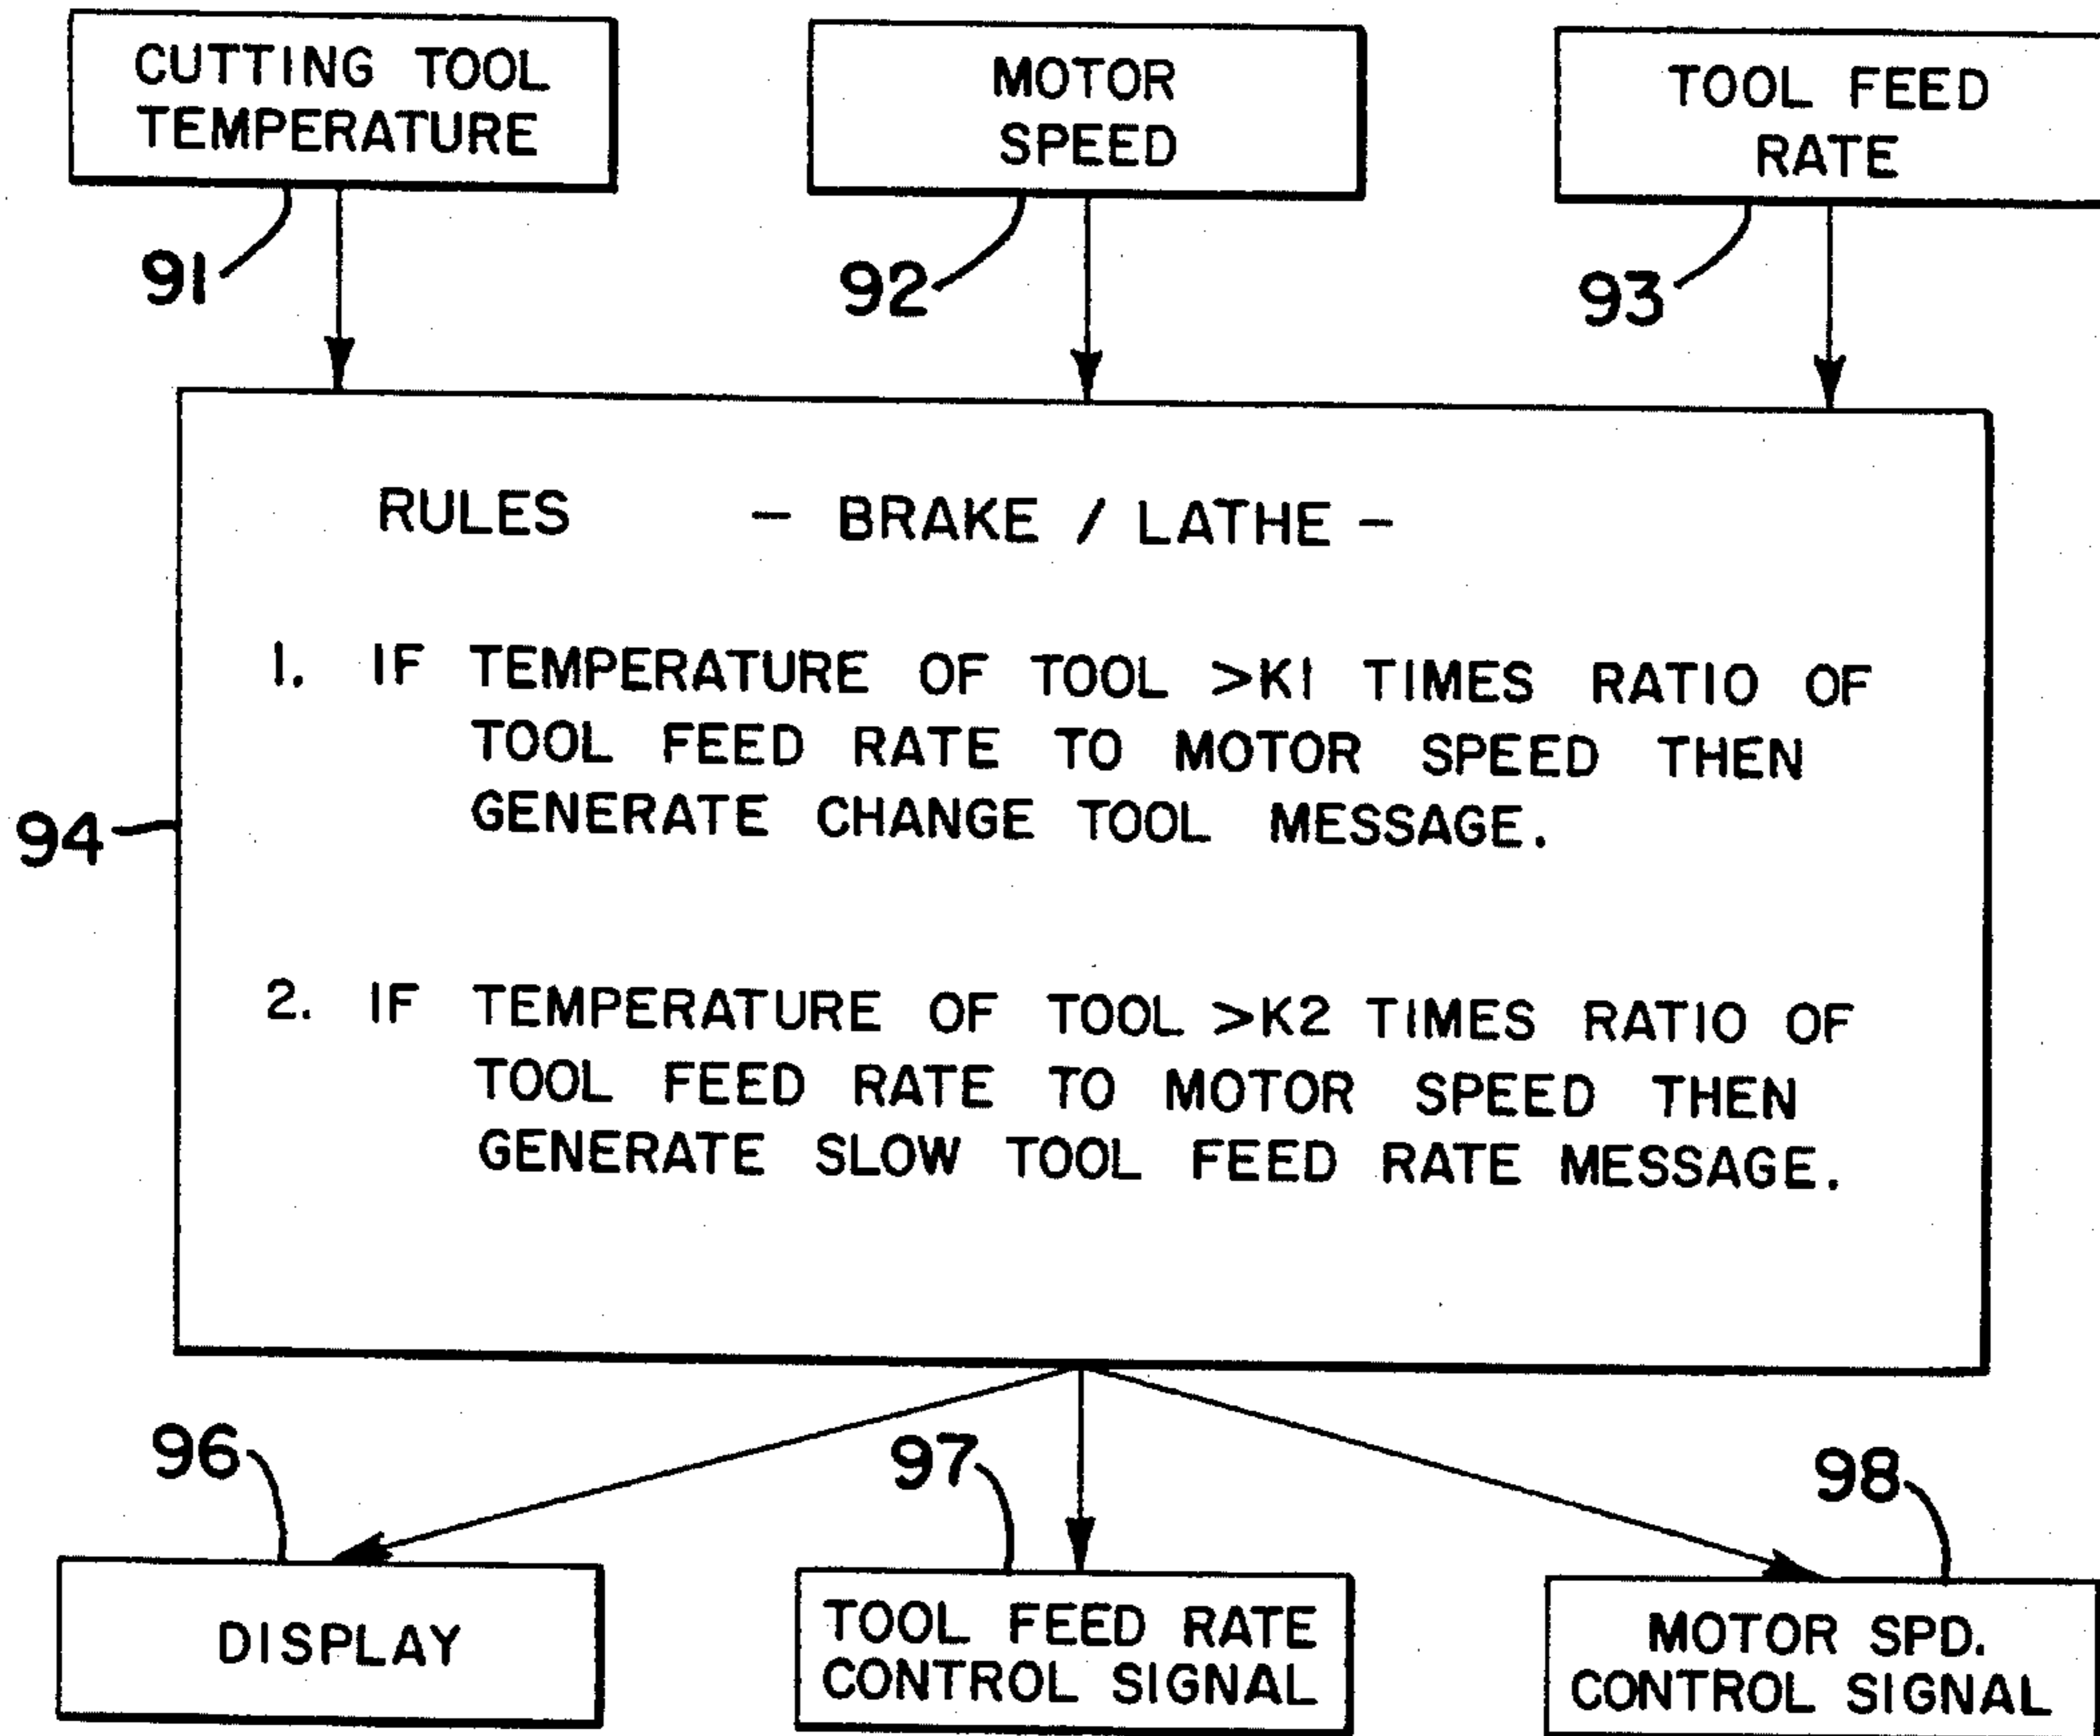 CUTTING TOOL
TEMPERATURE
MOTOR
SPEED
TOOL FEED
RATE
91
92
93
RULES - BRAKE / LATHE -
1. IF TEMPERATURE OF TOOL >K1 TIMES RATIO OF
TOOL FEED RATE TO MOTOR SPEED THEN
GENERATE CHANGE TOOL MESSAGE.
94
2. IF TEMPERATURE OF TOOL >K2 TIMES RATIO OF
TOOL FEED RATE TO MOTOR SPEED THEN
GENERATE SLOW TOOL FEED RATE MESSAGE.
96
97
98
DISPLAY
TOOL FEED RATE
CONTROL SIGNAL
MOTOR SPD.
CONTROL SIGNAL